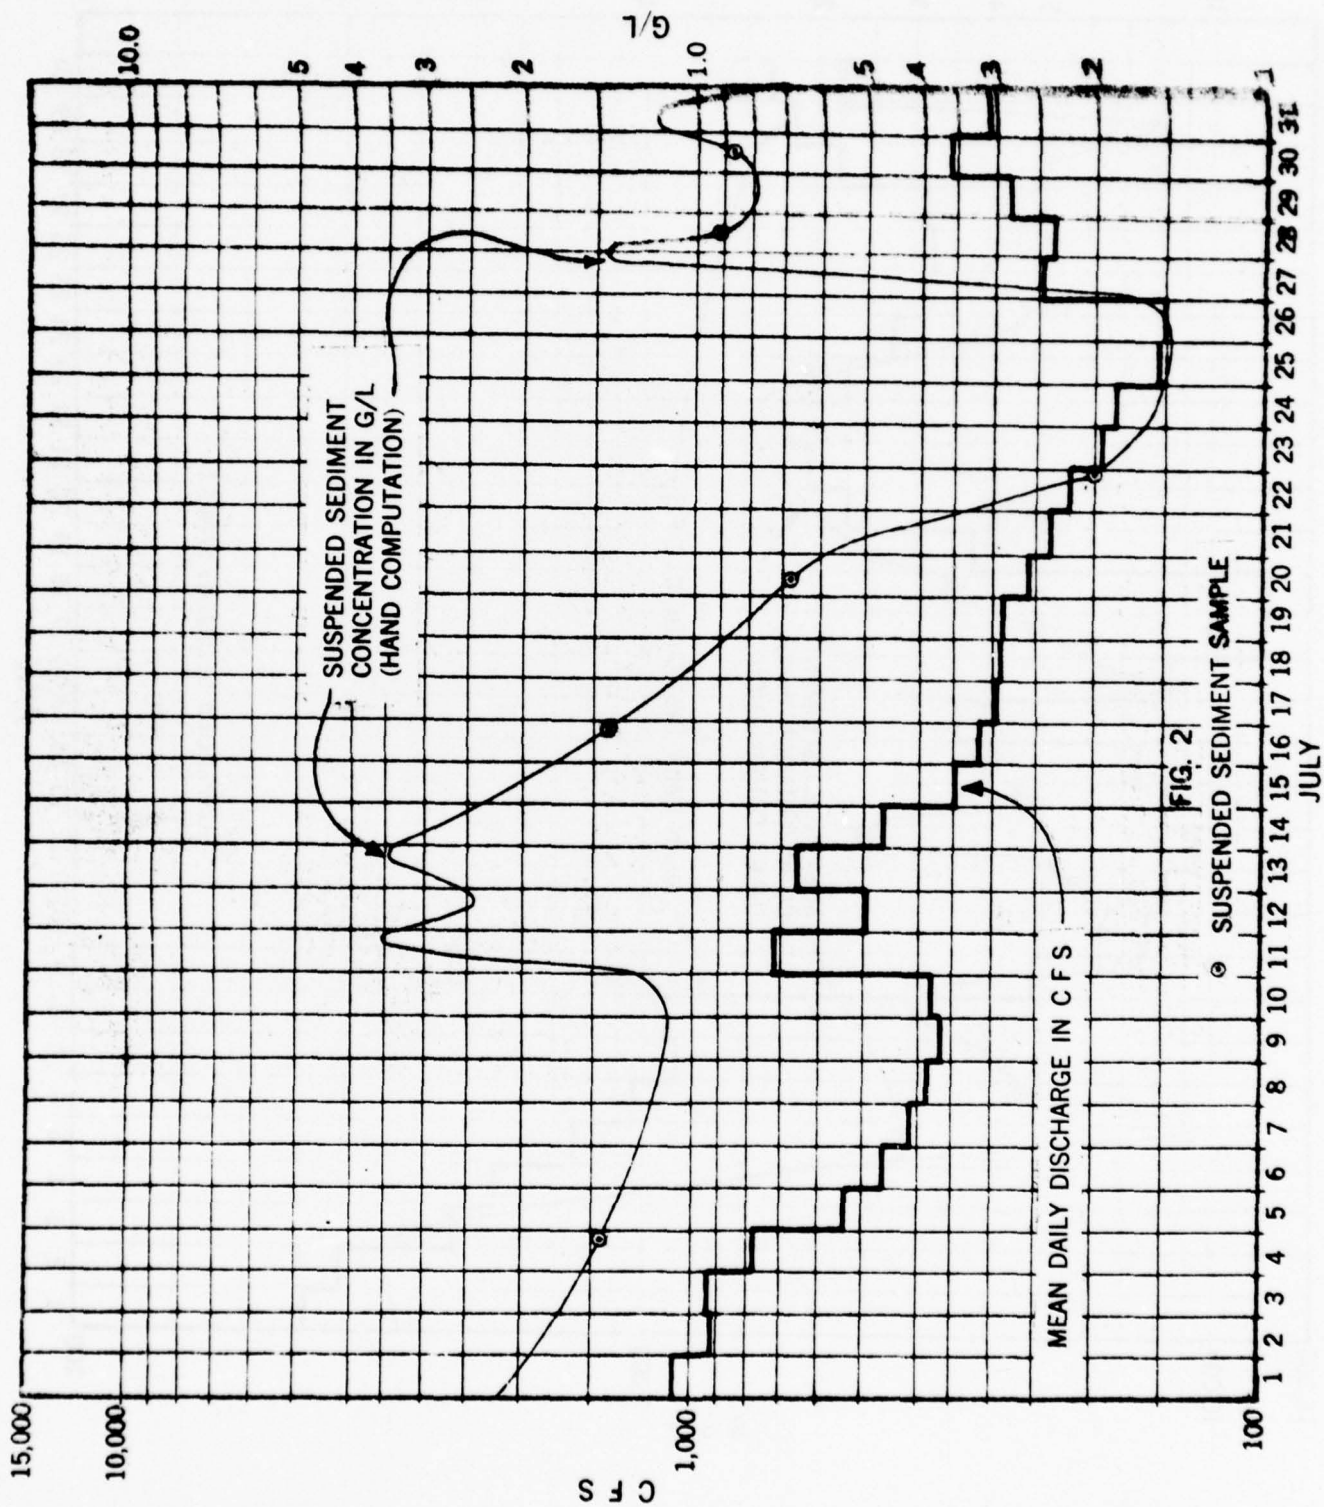 15,000
10,000
1,000
100
C F S
10.0
5
4
3
2
1.0
.5
.4
.3
.2
.1
G/L
SUSPENDED SEDIMENT
CONCENTRATION IN G/L
(HAND COMPUTATION)
MEAN DAILY DISCHARGE IN C F S
FIG. 2
SUSPENDED SEDIMENT SAMPLE
1 2 3 4 5 6 7 8 9 10 11 12 13 14 15 16 17 18 19 20 21 22 23 24 25 26 27 28 29 30 31
JULY